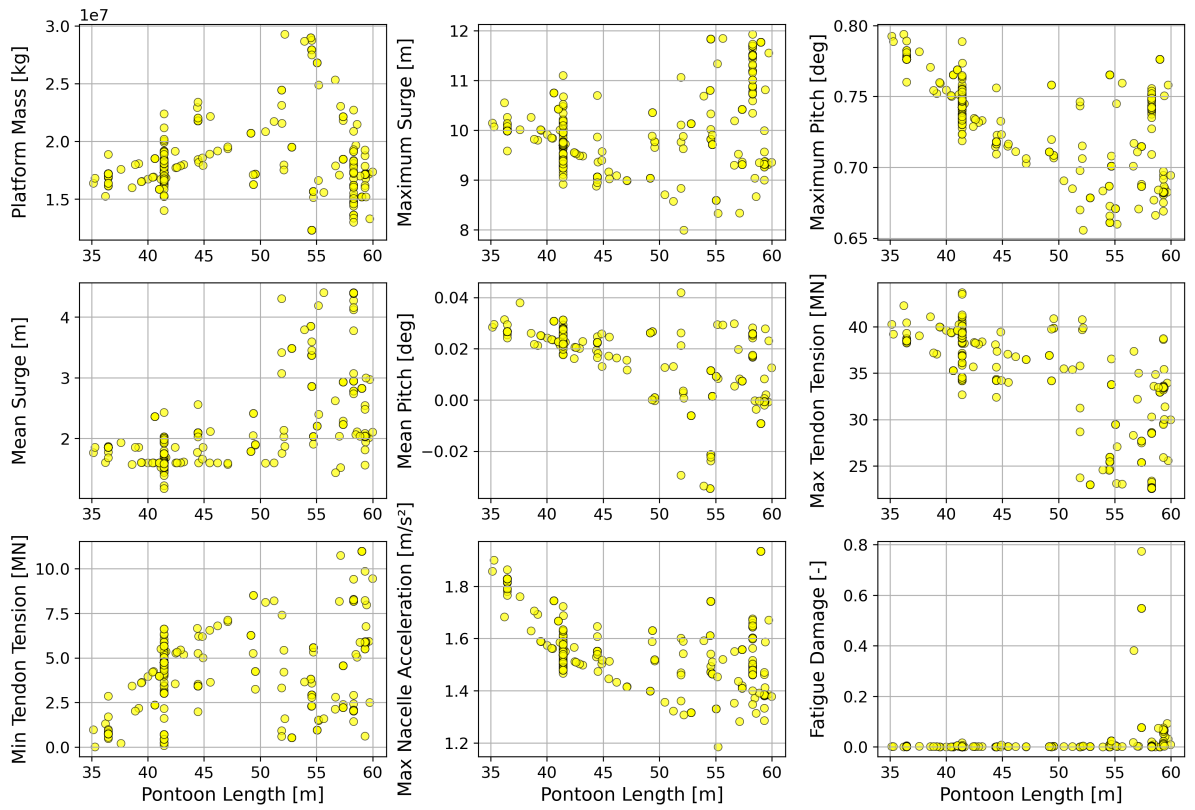 1e7
Platform Mass [kg]
3.0
2.5
2.0
1.5
35 40 45 50 55 60
Maximum Surge [m]
12
11
10
9
8
35 40 45 50 55 60
Maximum Pitch [deg]
0.80
0.75
0.70
0.65
35 40 45 50 55 60
Mean Surge [m]
4
3
2
35 40 45 50 55 60
Mean Pitch [deg]
0.04
0.02
0.00
−0.02
35 40 45 50 55 60
Max Tendon Tension [MN]
40
35
30
25
35 40 45 50 55 60
Min Tendon Tension [MN]
10.0
7.5
5.0
2.5
0.0
35 40 45 50 55 60
Pontoon Length [m]
Max Nacelle Acceleration [m/s²]
1.8
1.6
1.4
1.2
35 40 45 50 55 60
Pontoon Length [m]
Fatigue Damage [-]
0.8
0.6
0.4
0.2
0.0
35 40 45 50 55 60
Pontoon Length [m]